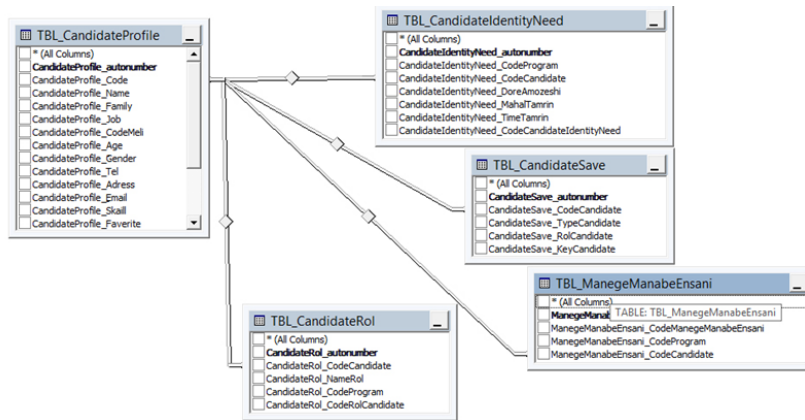 TBL_CandidateProfile
* (All Columns)
CandidateProfile_autonumber
CandidateProfile_Code
CandidateProfile_Name
CandidateProfile_Family
CandidateProfile_Job
CandidateProfile_CodeMeli
CandidateProfile_Age
CandidateProfile_Gender
CandidateProfile_Tel
CandidateProfile_Adress
CandidateProfile_Email
CandidateProfile_Skaill
CandidateProfile_Faverite
TBL_CandidateIdentityNeed
* (All Columns)
CandidateIdentityNeed_autonumber
CandidateIdentityNeed_CodeProgram
CandidateIdentityNeed_CodeCandidate
CandidateIdentityNeed_DoreAmozeshi
CandidateIdentityNeed_MahalTamrin
CandidateIdentityNeed_TimeTamrin
CandidateIdentityNeed_CodeCandidateIdentityNeed
TBL_CandidateSave
* (All Columns)
CandidateSave_autonumber
CandidateSave_CodeCandidate
CandidateSave_TypeCandidate
CandidateSave_RolCandidate
CandidateSave_KeyCandidate
TBL_ManegeManabeEnsani
* (All Columns)
ManegeManab
TABLE: TBL_ManegeManabeEnsani
ManegeManabeEnsani_CodeManegeManabeEnsani
ManegeManabeEnsani_CodeProgram
ManegeManabeEnsani_CodeCandidate
TBL_CandidateRol
* (All Columns)
CandidateRol_autonumber
CandidateRol_CodeCandidate
CandidateRol_NameRol
CandidateRol_CodeProgram
CandidateRol_CodeRolCandidate